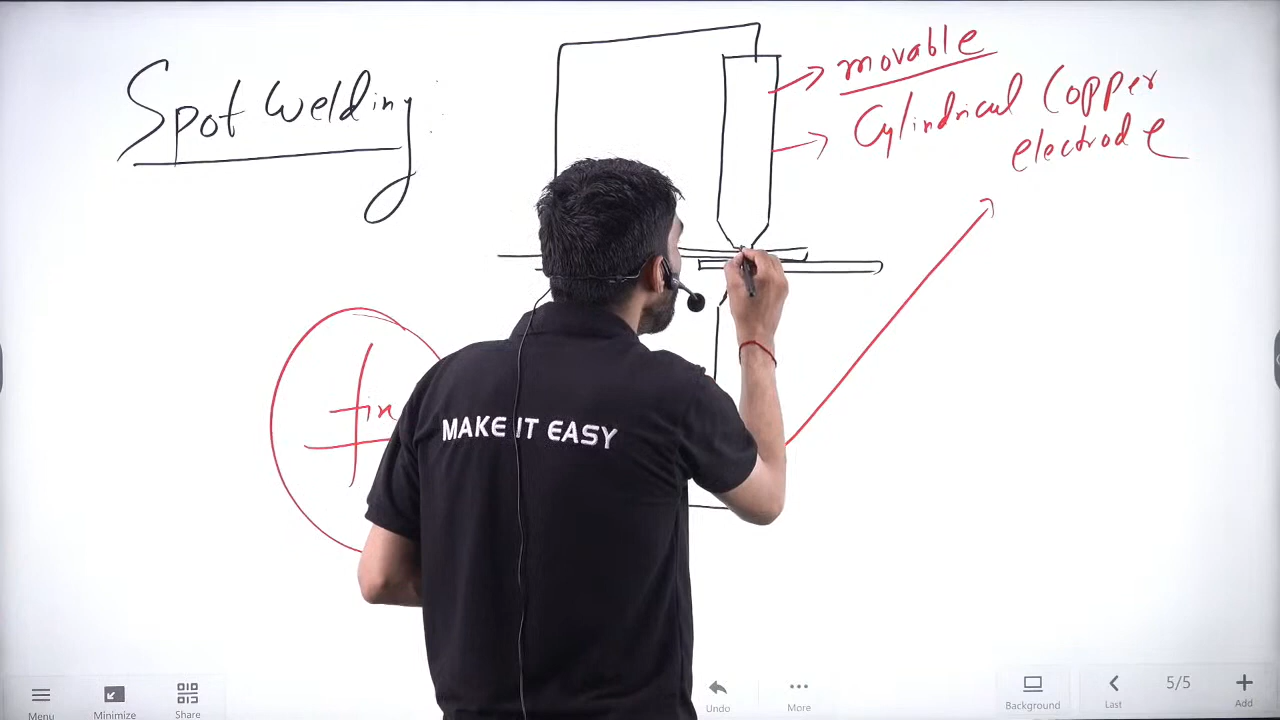 Spot Welding
movable
Cylindrical Copper
electrode
fix
MAKE IT EASY
Menu
Minimize
Share
Undo
More
Background
Last
5/5
Add